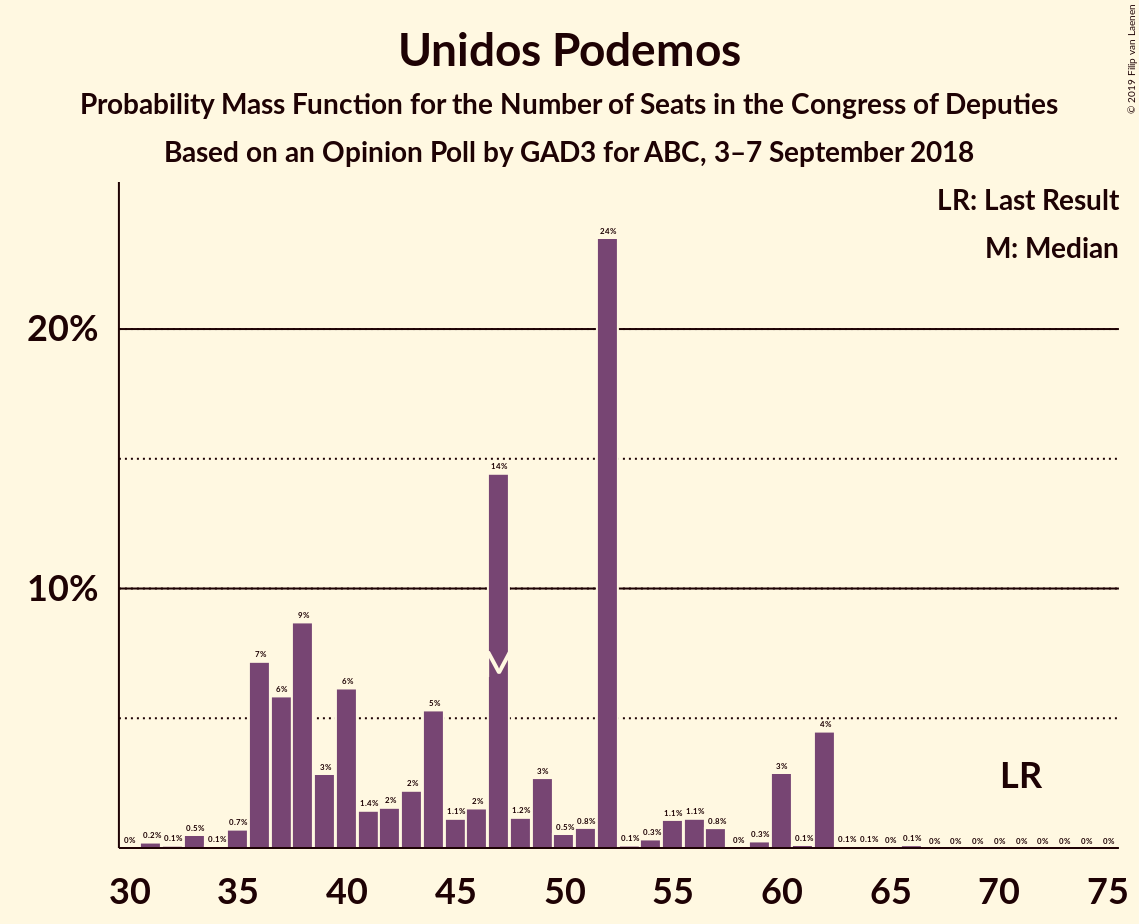 Unidos Podemos
Probability Mass Function for the Number of Seats in the Congress of Deputies
Based on an Opinion Poll by GAD3 for ABC, 3–7 September 2018
© 2019 Filip van Laenen
LR: Last Result
M: Median
20%
10%
0% 0.2% 0.1% 0.5% 0.1% 0.7% 7% 6% 9% 3% 6% 1.4% 2% 2% 5% 1.1% 2% 14% 1.2% 3% 0.5% 0.8% 24% 0.1% 0.3% 1.1% 1.1% 0.8% 0% 0.3% 3% 0.1% 4% 0.1% 0.1% 0% 0.1% 0% 0% 0% 0% 0% 0% 0% 0% 0%
M
LR
30 35 40 45 50 55 60 65 70 75